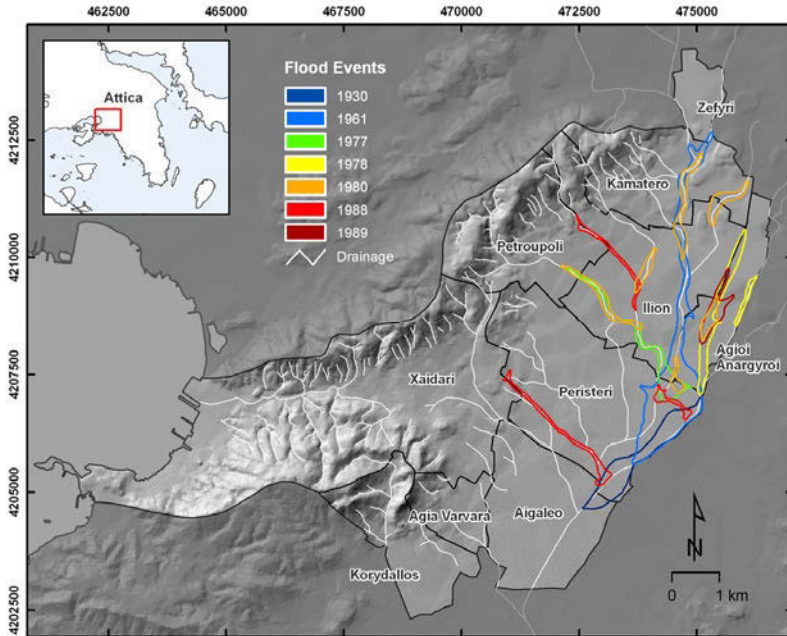 462500 465000 467500 470000 472500 475000
4212500
4210000
4207500
4205000
4202500
Attica
Flood Events
1930
1961
1977
1978
1980
1988
1989
Drainage
Zefyri
Kamatero
Petroupoli
Ilion
Agioi
Anargyroi
Xaidari
Peristeri
Agia Varvara
Aigaleo
Korydallos
N
0 1 km